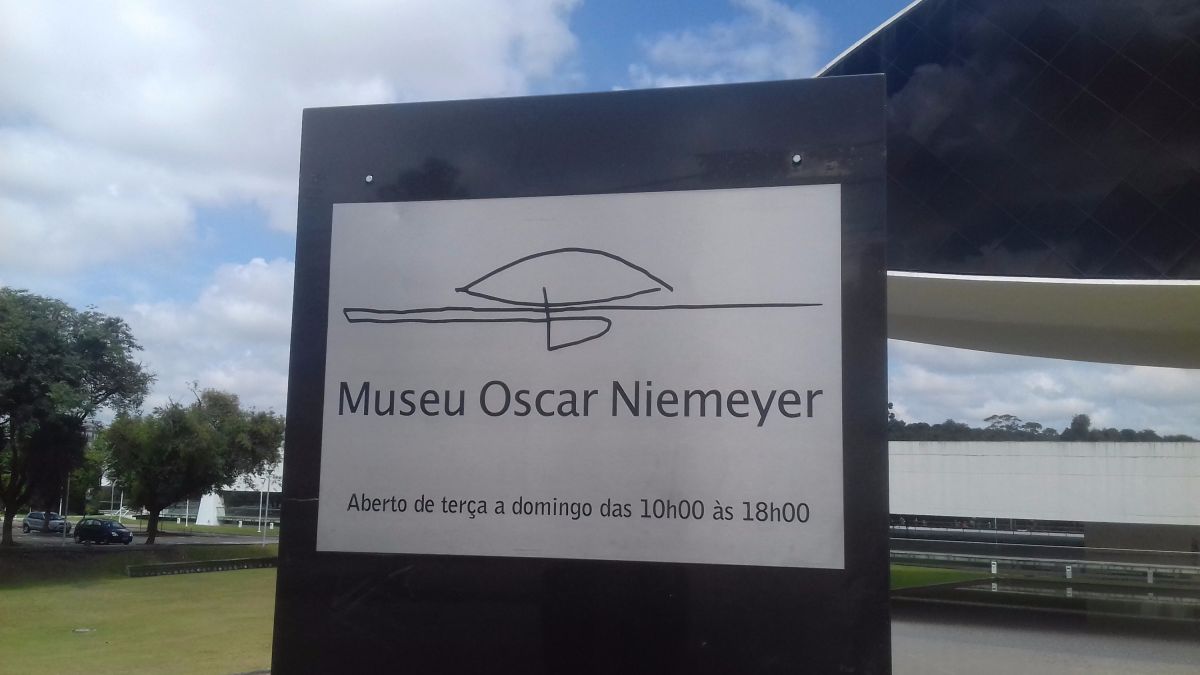 Museu Oscar Niemeyer
Aberto de terça a domingo das 10h00 às 18h00